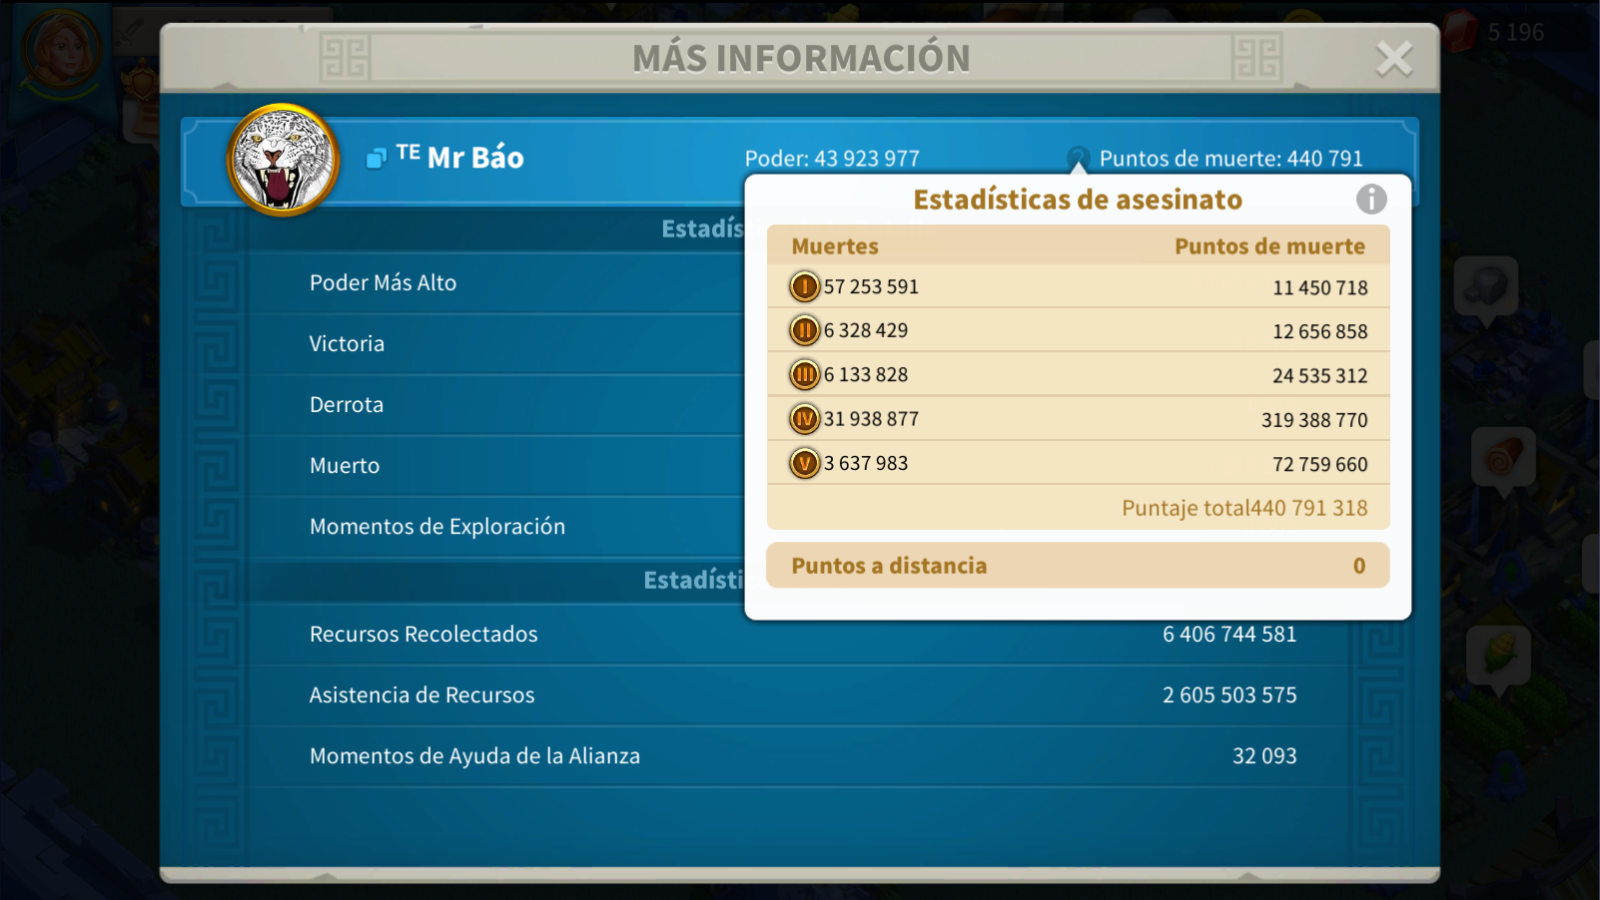 5 196
MÁS INFORMACIÓN
ᵀᴱ Mr Báo
Poder: 43 923 977
Puntos de muerte: 440 791
Estadísticas de asesinato
Muertes Puntos de muerte
I 57 253 591 11 450 718
II 6 328 429 12 656 858
III 6 133 828 24 535 312
IV 31 938 877 319 388 770
V 3 637 983 72 759 660
Puntaje total440 791 318
Puntos a distancia 0
Estadís
Poder Más Alto
Victoria
Derrota
Muerto
Momentos de Exploración
Estadísti
Recursos Recolectados 6 406 744 581
Asistencia de Recursos 2 605 503 575
Momentos de Ayuda de la Alianza 32 093